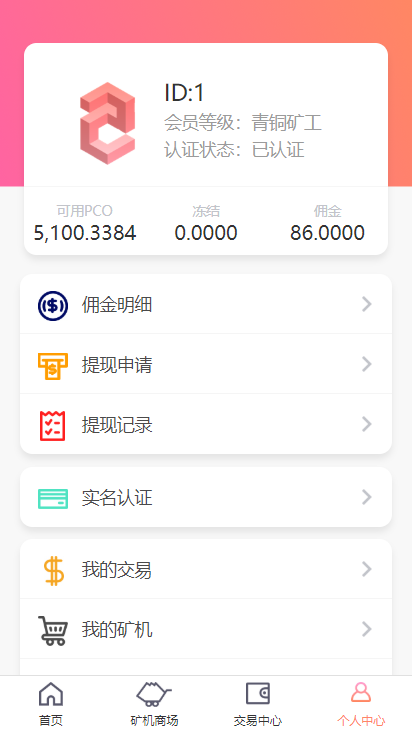 ID:1
会员等级：青铜矿工
认证状态：已认证
可用PCO 冻结 佣金
5,100.3384 0.0000 86.0000
佣金明细
提现申请
提现记录
实名认证
我的交易
我的矿机
首页 矿机商场 交易中心 个人中心